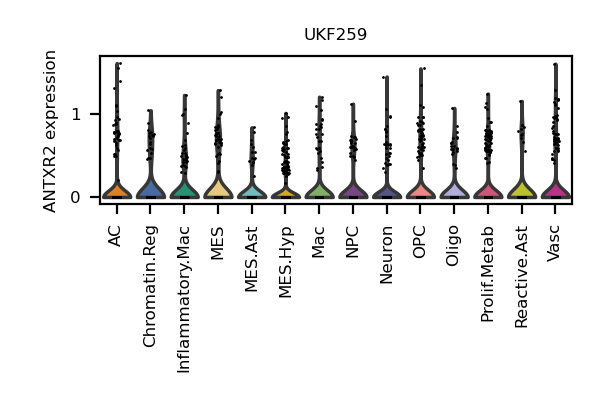 UKF259
ANTXR2 expression
1
0
AC
Chromatin.Reg
Inflammatory.Mac
MES
MES.Ast
MES.Hyp
Mac
NPC
Neuron
OPC
Oligo
Prolif.Metab
Reactive.Ast
Vasc